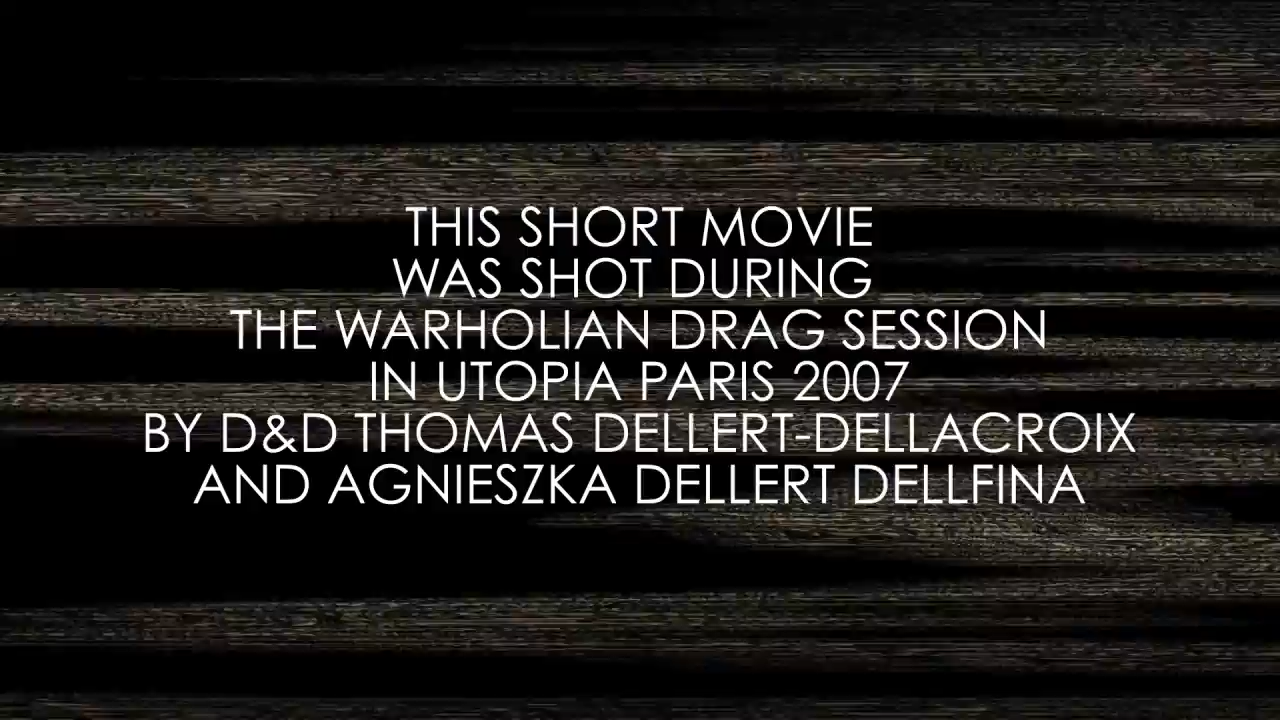 THIS SHORT MOVIE
WAS SHOT DURING
THE WARHOLIAN DRAG SESSION
IN UTOPIA PARIS 2007
BY D&D THOMAS DELLERT-DELLACROIX
AND AGNIESZKA DELLERT DELLFINA